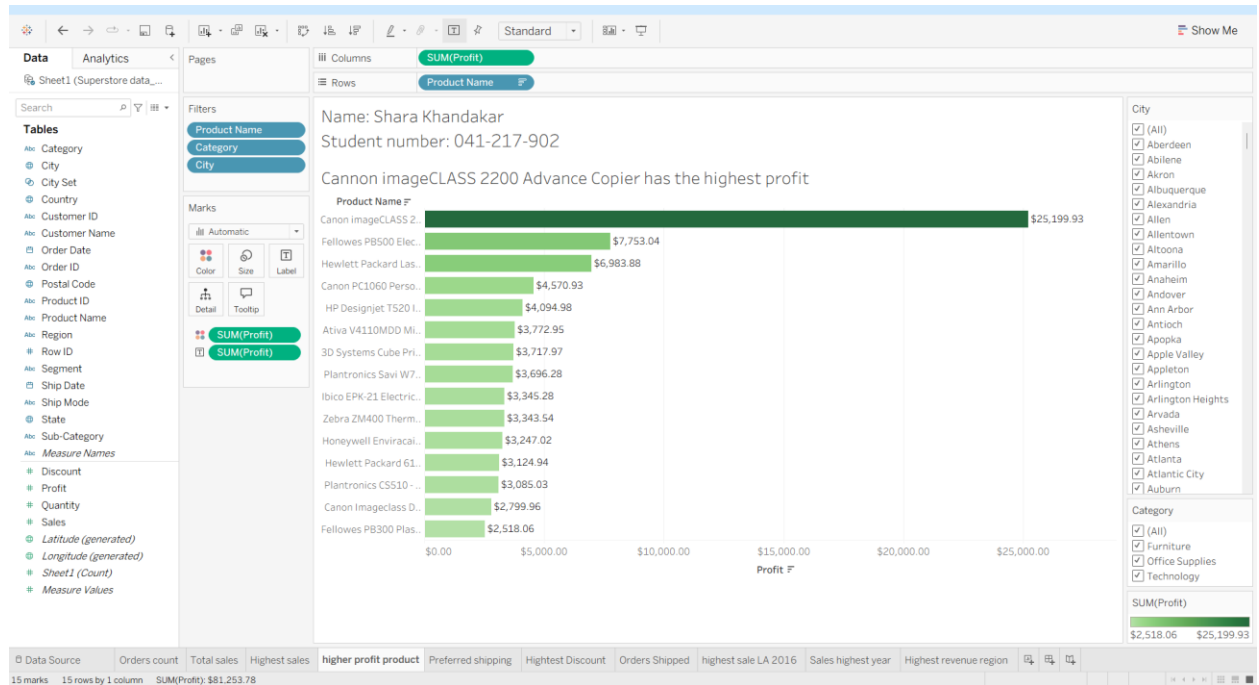 Standard
Show Me
Data
Analytics
Sheet1 (Superstore data_...
Search
Tables
Abc Category
City
City Set
Country
Abc Customer ID
Abc Customer Name
Order Date
Abc Order ID
Postal Code
Abc Product ID
Abc Product Name
Abc Region
# Row ID
Abc Segment
Ship Date
Abc Ship Mode
State
Abc Sub-Category
Abc Measure Names
# Discount
# Profit
# Quantity
# Sales
Latitude (generated)
Longitude (generated)
# Sheet1 (Count)
# Measure Values
Pages
Filters
Product Name
Category
City
Marks
Automatic
Color Size Label
Detail Tooltip
SUM(Profit)
SUM(Profit)
Columns SUM(Profit)
Rows Product Name
Name: Shara Khandakar
Student number: 041-217-902
Cannon imageCLASS 2200 Advance Copier has the highest profit
Product Name
Canon imageCLASS 2.. $25,199.93
Fellowes PB500 Elec.. $7,753.04
Hewlett Packard Las.. $6,983.88
Canon PC1060 Perso.. $4,570.93
HP Designjet T520 I.. $4,094.98
Ativa V4110MDD Mi.. $3,772.95
3D Systems Cube Pri.. $3,717.97
Plantronics Savi W7.. $3,696.28
Ibico EPK-21 Electric.. $3,345.28
Zebra ZM400 Therm.. $3,343.54
Honeywell Enviracai.. $3,247.02
Hewlett Packard 61.. $3,124.94
Plantronics CS510 -.. $3,085.03
Canon Imageclass D.. $2,799.96
Fellowes PB300 Plas.. $2,518.06
$0.00 $5,000.00 $10,000.00 $15,000.00 $20,000.00 $25,000.00
Profit
City
(All)
Aberdeen
Abilene
Akron
Albuquerque
Alexandria
Allen
Allentown
Altoona
Amarillo
Anaheim
Andover
Ann Arbor
Antioch
Apopka
Apple Valley
Appleton
Arlington
Arlington Heights
Arvada
Asheville
Athens
Atlanta
Atlantic City
Auburn
Category
(All)
Furniture
Office Supplies
Technology
SUM(Profit)
$2,518.06 $25,199.93
Data Source Orders count Total sales Highest sales higher profit product Preferred shipping Hightest Discount Orders Shipped highest sale LA 2016 Sales highest year Highest revenue region
15 marks 15 rows by 1 column SUM(Profit): $81,253.78